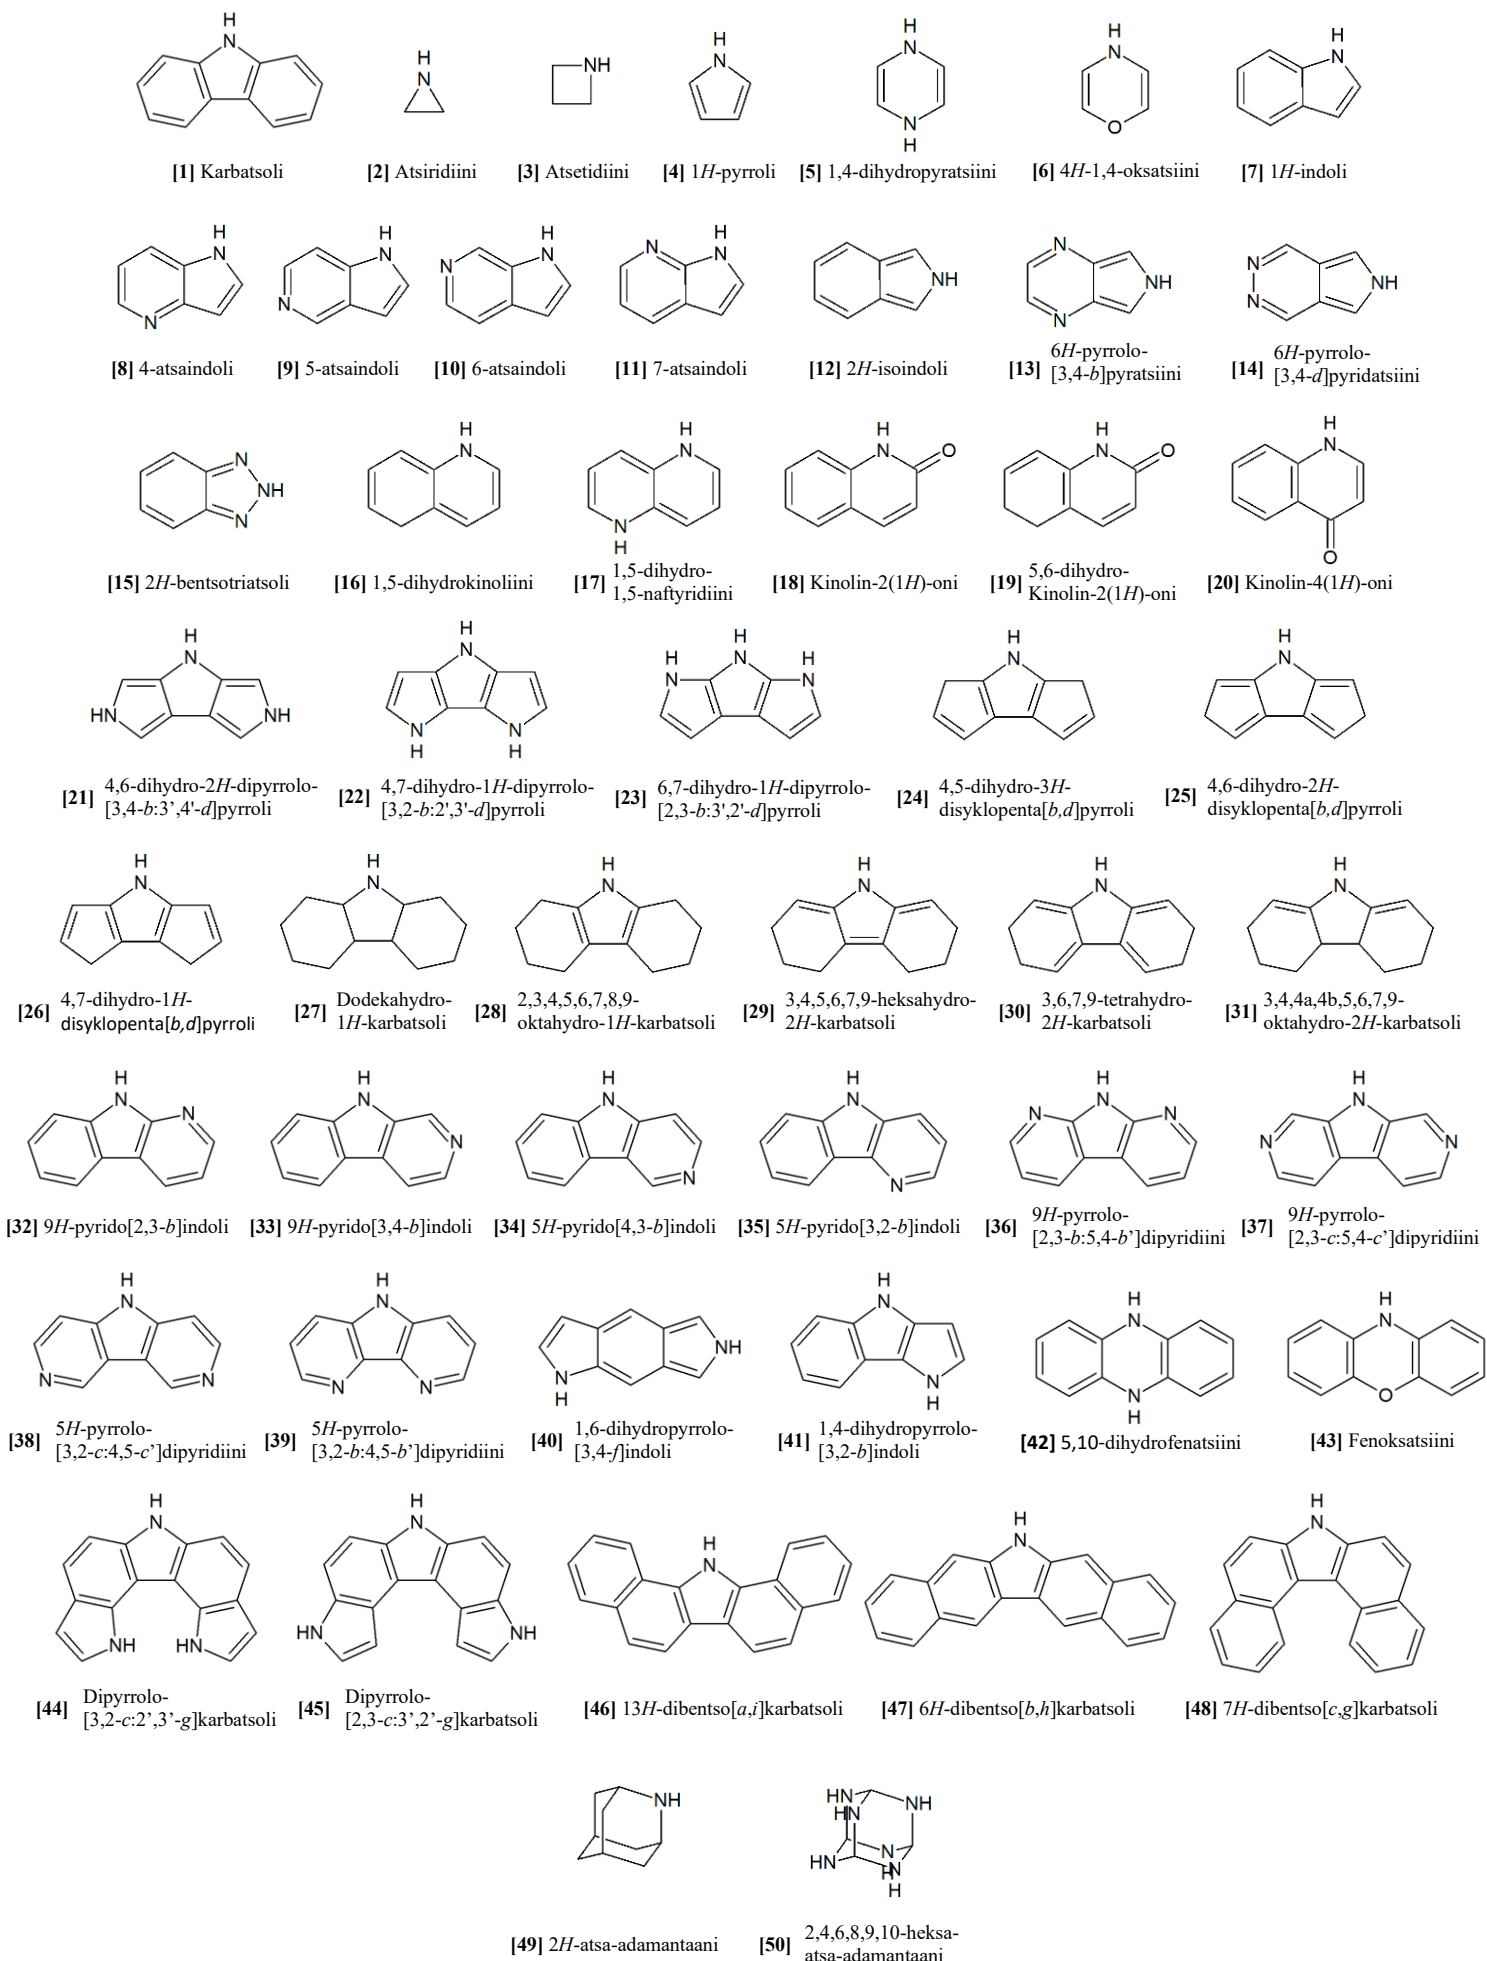 [1] Karbatsoli
[2] Atsiridiini
[3] Atsetidiini
[4] 1H-pyrroli
[5] 1,4-dihydropyratsiini
[6] 4H-1,4-oksatsiini
[7] 1H-indoli
[8] 4-atsaindoli
[9] 5-atsaindoli
[10] 6-atsaindoli
[11] 7-atsaindoli
[12] 2H-isoindoli
[13] 6H-pyrrolo-
[3,4-b]pyratsiini
[14] 6H-pyrrolo-
[3,4-d]pyridatsiini
[15] 2H-bentsotriatsoli
[16] 1,5-dihydrokinoliini
[17] 1,5-dihydro-
1,5-naftyridiini
[18] Kinolin-2(1H)-oni
[19] 5,6-dihydro-
Kinolin-2(1H)-oni
[20] Kinolin-4(1H)-oni
[21] 4,6-dihydro-2H-dipyrrolo-
[3,4-b:3’,4'-d]pyrroli
[22] 4,7-dihydro-1H-dipyrrolo-
[3,2-b:2',3'-d]pyrroli
[23] 6,7-dihydro-1H-dipyrrolo-
[2,3-b:3',2'-d]pyrroli
[24] 4,5-dihydro-3H-
disyklopenta[b,d]pyrroli
[25] 4,6-dihydro-2H-
disyklopenta[b,d]pyrroli
[26] 4,7-dihydro-1H-
disyklopenta[b,d]pyrroli
[27] Dodekahydro-
1H-karbatsoli
[28] 2,3,4,5,6,7,8,9-
oktahydro-1H-karbatsoli
[29] 3,4,5,6,7,9-heksahydro-
2H-karbatsoli
[30] 3,6,7,9-tetrahydro-
2H-karbatsoli
[31] 3,4,4a,4b,5,6,7,9-
oktahydro-2H-karbatsoli
[32] 9H-pyrido[2,3-b]indoli
[33] 9H-pyrido[3,4-b]indoli
[34] 5H-pyrido[4,3-b]indoli
[35] 5H-pyrido[3,2-b]indoli
[36] 9H-pyrrolo-
[2,3-b:5,4-b’]dipyridiini
[37] 9H-pyrrolo-
[2,3-c:5,4-c’]dipyridiini
[38] 5H-pyrrolo-
[3,2-c:4,5-c’]dipyridiini
[39] 5H-pyrrolo-
[3,2-b:4,5-b’]dipyridiini
[40] 1,6-dihydropyrrolo-
[3,4-f]indoli
[41] 1,4-dihydropyrrolo-
[3,2-b]indoli
[42] 5,10-dihydrofenatsiini
[43] Fenoksatsiini
[44] Dipyrrolo-
[3,2-c:2’,3’-g]karbatsoli
[45] Dipyrrolo-
[2,3-c:3’,2’-g]karbatsoli
[46] 13H-dibentso[a,i]karbatsoli
[47] 6H-dibentso[b,h]karbatsoli
[48] 7H-dibentso[c,g]karbatsoli
[49] 2H-atsa-adamantaani
[50] 2,4,6,8,9,10-heksa-
atsa-adamantaani